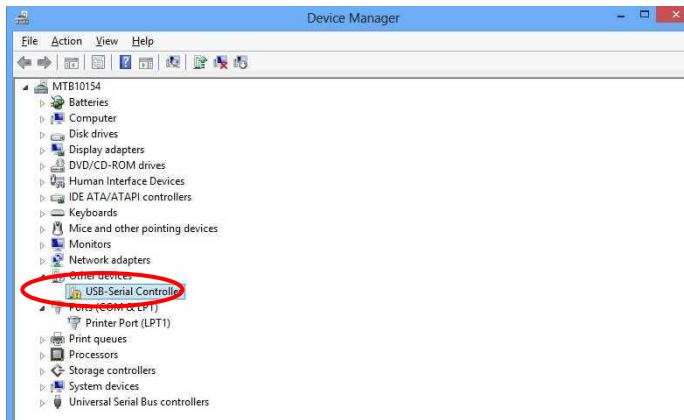 Device Manager
File Action View Help
MTB10154
Batteries
Computer
Disk drives
Display adapters
DVD/CD-ROM drives
Human Interface Devices
IDE ATA/ATAPI controllers
Keyboards
Mice and other pointing devices
Monitors
Network adapters
Other devices
USB-Serial Controller
Ports (COM & LPT)
Printer Port (LPT1)
Print queues
Processors
Storage controllers
System devices
Universal Serial Bus controllers